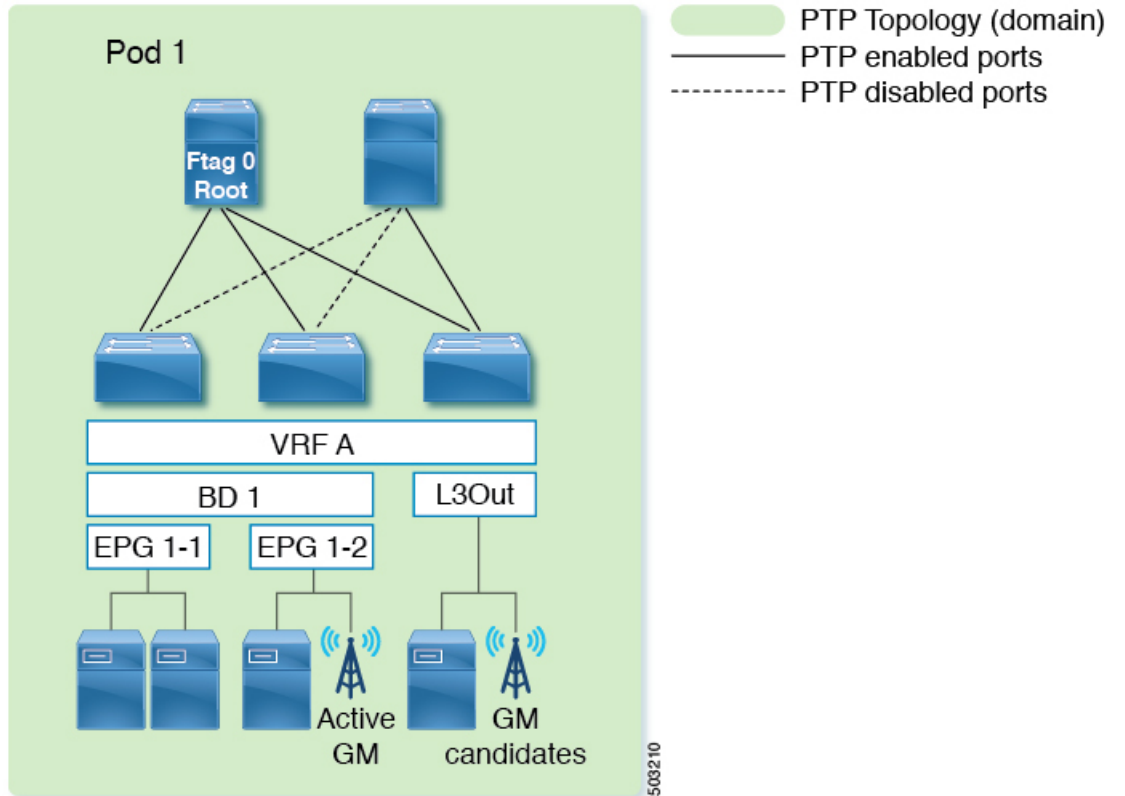 Pod 1
PTP Topology (domain)
PTP enabled ports
PTP disabled ports
Ftag 0
Root
VRF A
BD 1
L3Out
EPG 1-1
EPG 1-2
Active
GM
GM
candidates
503210